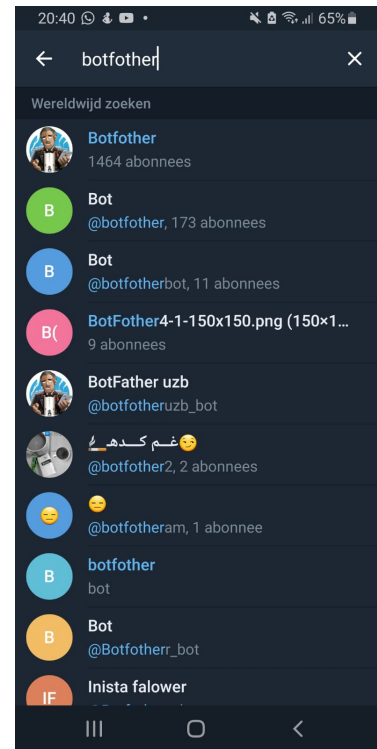 20:40 65%
botfother
Wereldwijd zoeken
Botfother
1464 abonnees
B
Bot
@botfother, 173 abonnees
B
Bot
@botfotherbot, 11 abonnees
B(
BotFother4-1-150x150.png (150×1...
9 abonnees
BotFather uzb
@botfotheruzb_bot
😏غـم کــدهـ🚬
@botfother2, 2 abonnees
😑
😑
@botfotheram, 1 abonnee
B
botfother
bot
B
Bot
@Botfotherr_bot
IF
Inista falower